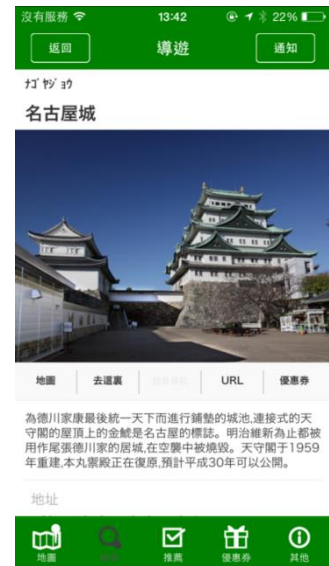 沒有服務 13:42 22%
返回 導遊 通知
ﾅｺﾞﾔｼﾞｮｳ
名古屋城
地圖 去這裏 URL 優惠券
為德川家康最後統一天下而進行鋪墊的城池,連接式的天
守閣的屋頂上的金鯱是名古屋的標誌。明治維新為止都被
用作尾張德川家的居城,在空襲中被燒毀。天守閣于1959
年重建,本丸禦殿正在復原,預計平成30年可以公開。
地址
地圖 推薦 優惠券 其他